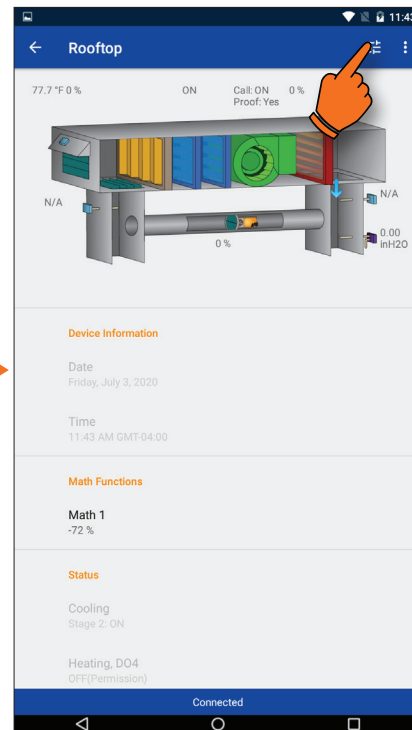 11:43
Rooftop
77.7 °F 0 % ON Call: ON 0 %
Proof: Yes
N/A
N/A
0.00
inH2O
0 %
Device Information
Date
Friday, July 3, 2020
Time
11:43 AM GMT-04:00
Math Functions
Math 1
-72 %
Status
Cooling
Stage 2: ON
Heating, DO4
OFF(Permission)
Connected